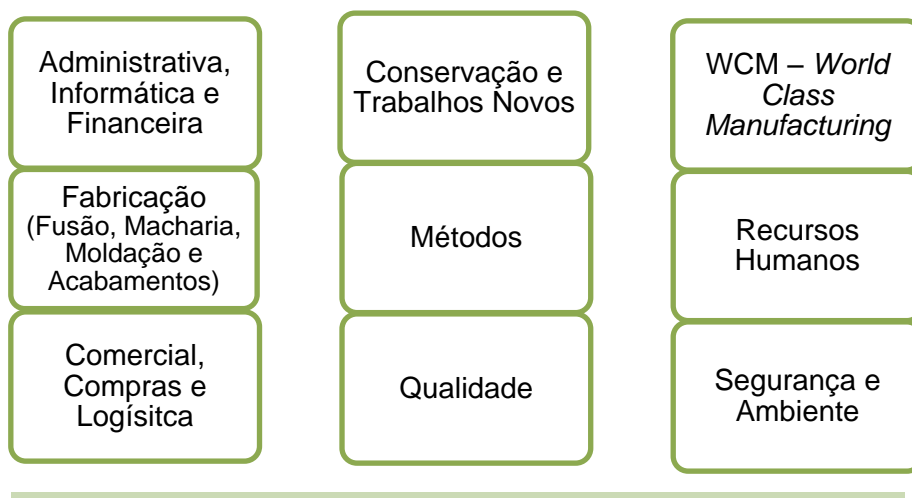 Administrativa,
Informática e
Financeira
Fabricação
(Fusão, Macharia,
Moldação e
Acabamentos)
Comercial,
Compras e
Logísitca
Conservação e
Trabalhos Novos
Métodos
Qualidade
WCM – World
Class
Manufacturing
Recursos
Humanos
Segurança e
Ambiente